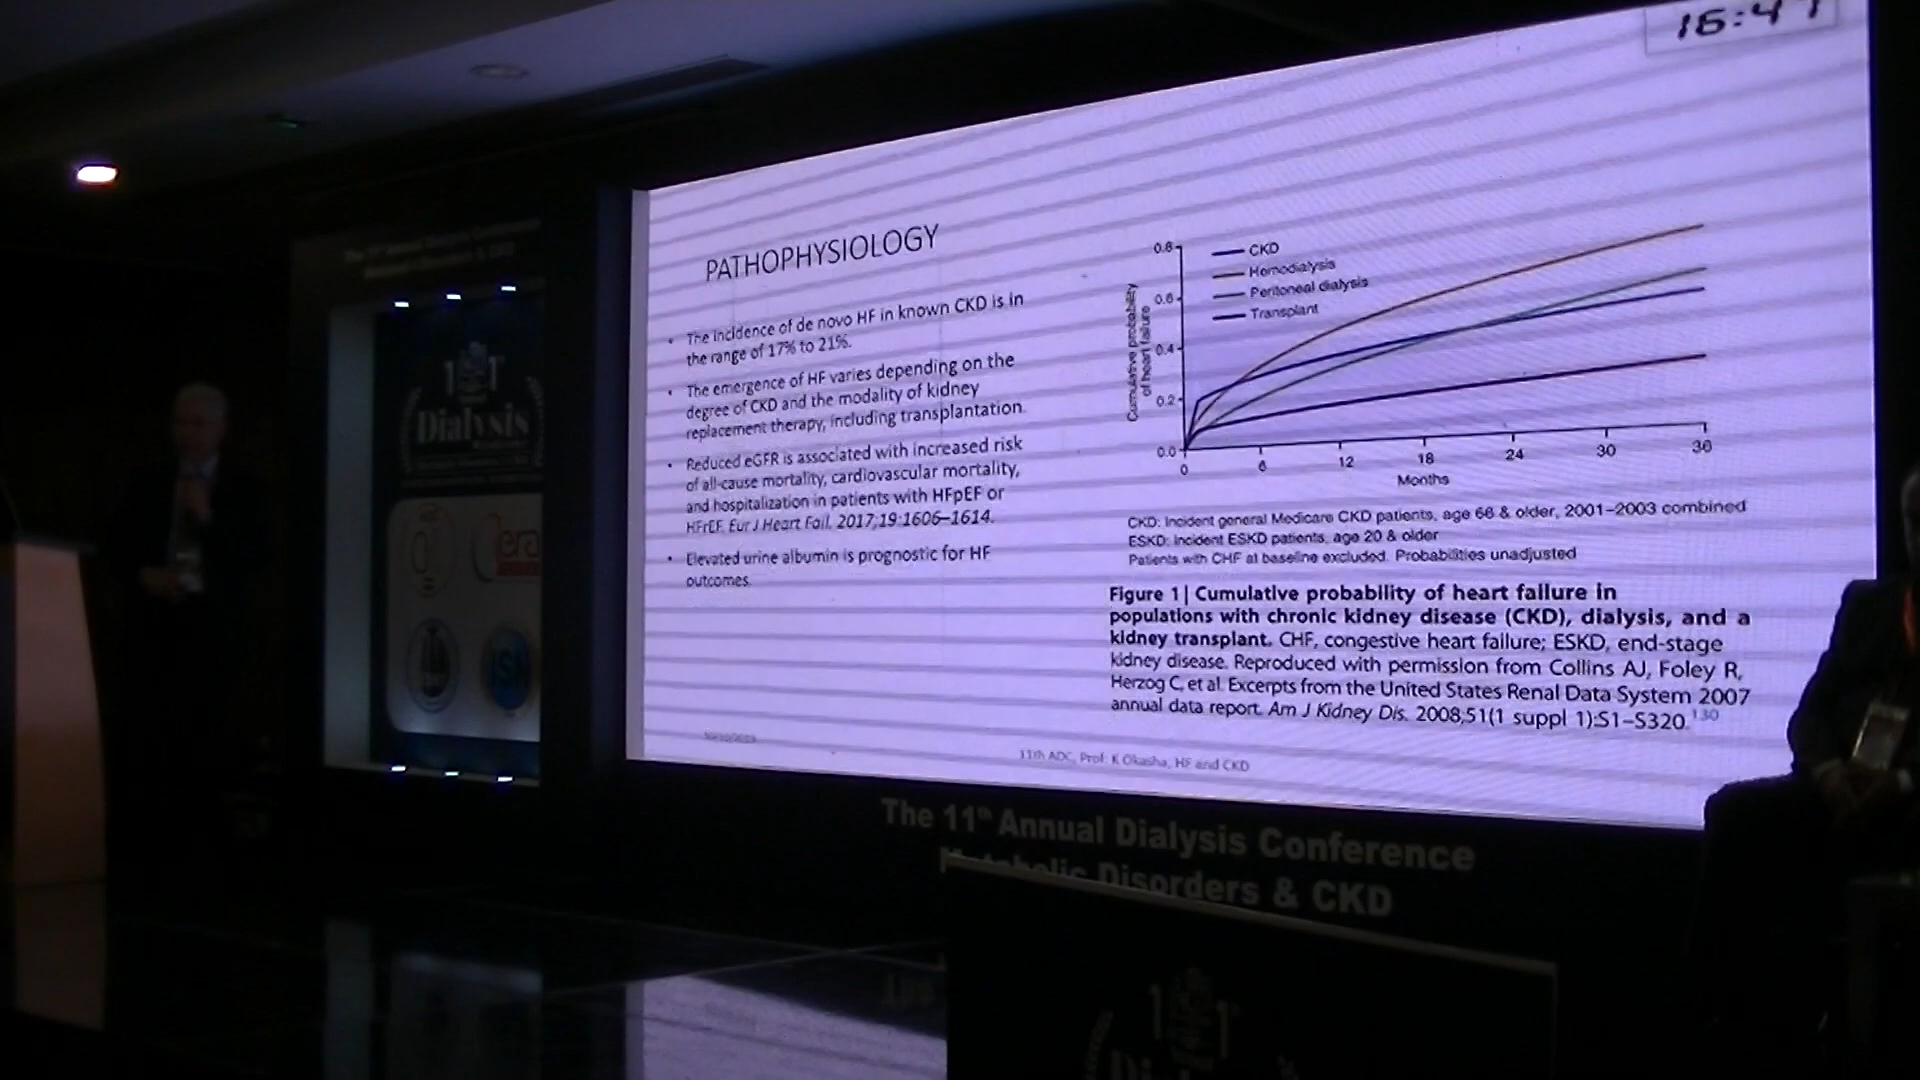 16:47
PATHOPHYSIOLOGY
• The incidence of de novo HF in known CKD is in
the range of 17% to 21%.
• The emergence of HF varies depending on the
degree of CKD and the modality of kidney
replacement therapy, including transplantation.
• Reduced eGFR is associated with increased risk
of all-cause mortality, cardiovascular mortality,
and hospitalization in patients with HFpEF or
HFrEF. Eur J Heart Fail. 2017;19:1606–1614.
• Elevated urine albumin is prognostic for HF
outcomes.
Cumulative probability
of heart failure
0.8
0.6
0.4
0.2
0.0
CKD
Hemodialysis
Peritoneal dialysis
Transplant
0 6 12 18 24 30 36
Months
CKD: Incident general Medicare CKD patients, age 66 & older, 2001–2003 combined
ESKD: Incident ESKD patients, age 20 & older
Patients with CHF at baseline excluded. Probabilities unadjusted
Figure 1 | Cumulative probability of heart failure in
populations with chronic kidney disease (CKD), dialysis, and a
kidney transplant. CHF, congestive heart failure; ESKD, end-stage
kidney disease. Reproduced with permission from Collins AJ, Foley R,
Herzog C, et al. Excerpts from the United States Renal Data System 2007
annual data report. Am J Kidney Dis. 2008;51(1 suppl 1):S1–S320.130
11th ADC, Prof. K Okasha, HF and CKD
The 11th Annual Dialysis Conference
Metabolic Disorders & CKD
11
Dialysis
era
ISN